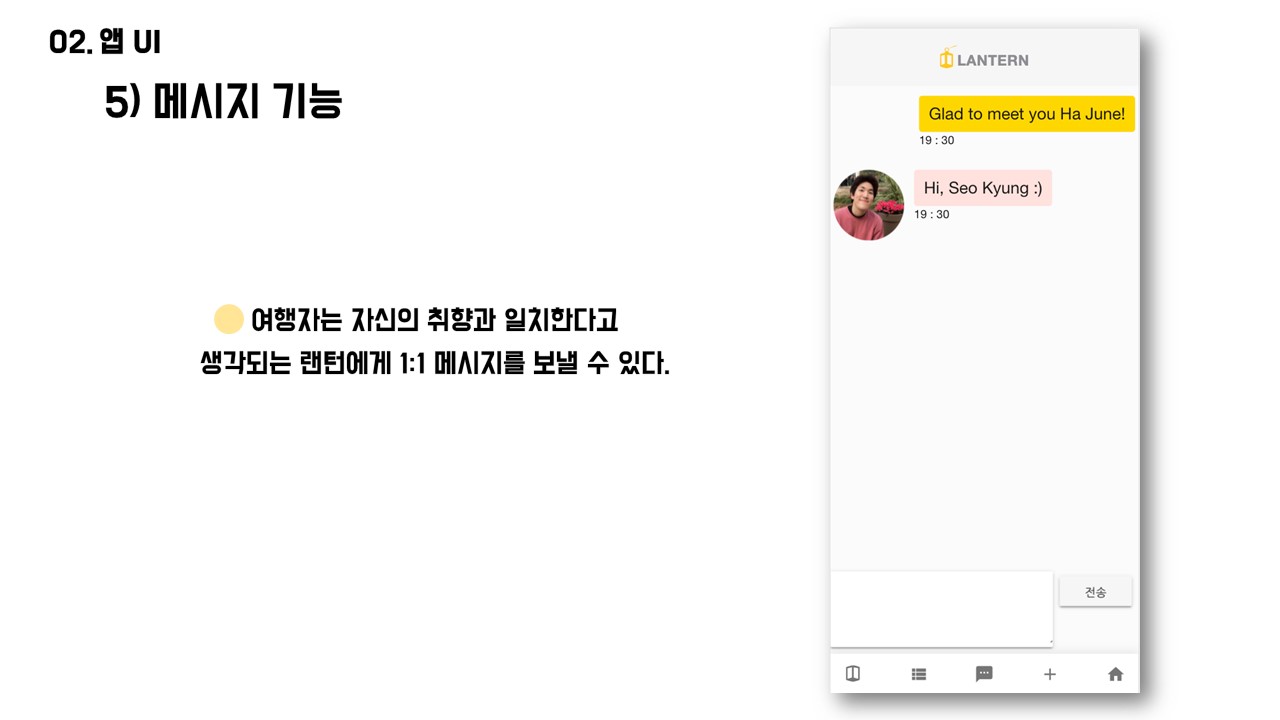 02. 앱 UI
5) 메시지 기능
여행자는 자신의 취향과 일치한다고
생각되는 랜턴에게 1:1 메시지를 보낼 수 있다.
LANTERN
Glad to meet you Ha June!
19 : 30
Hi, Seo Kyung :)
19 : 30
전송